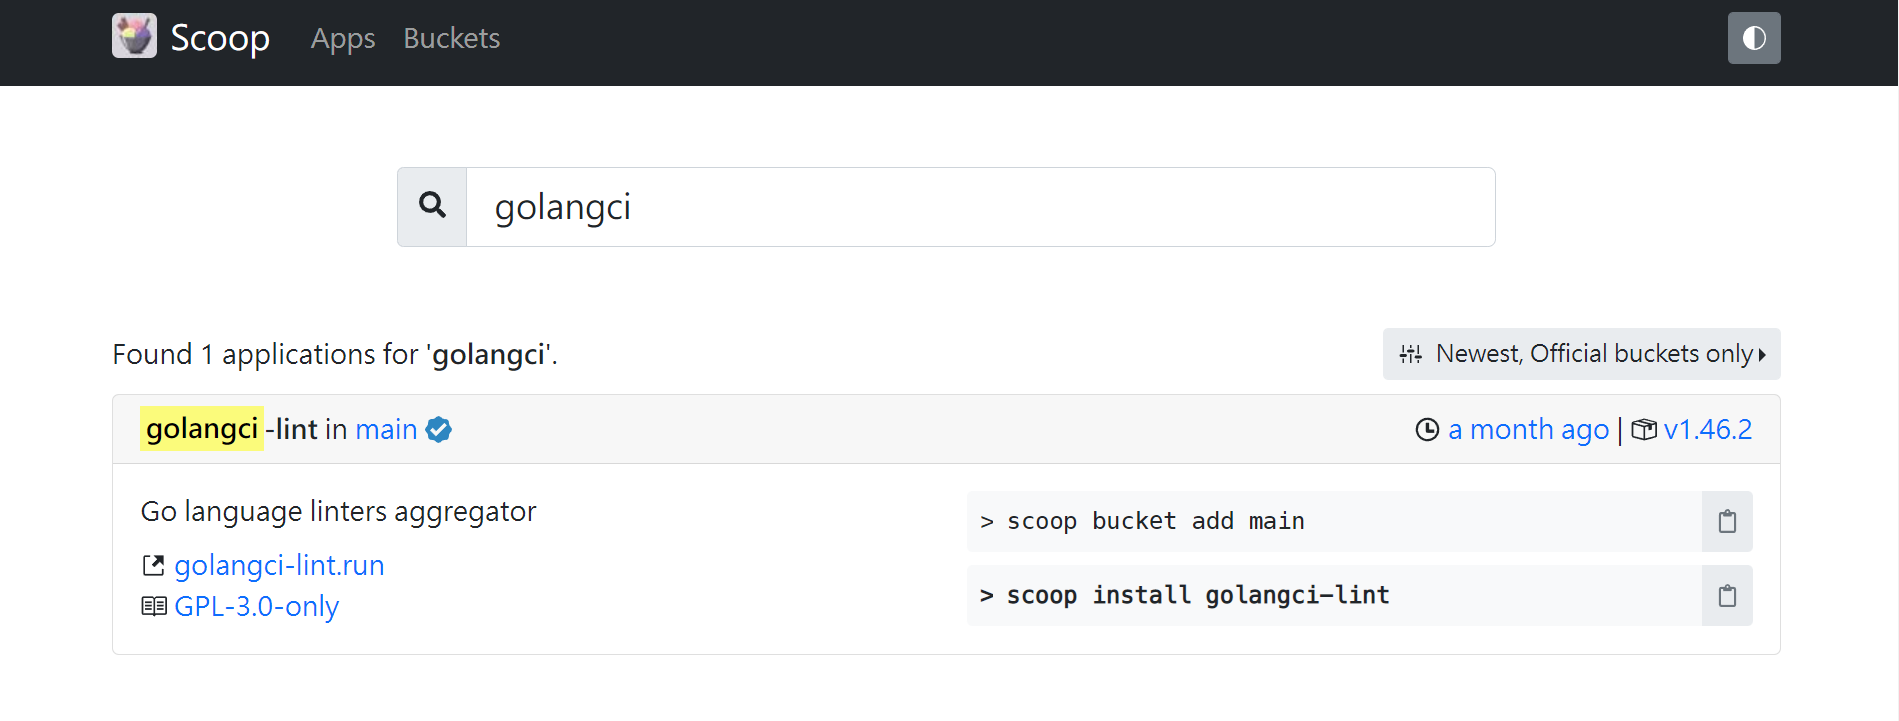 Scoop Apps Buckets
golangci
Found 1 applications for 'golangci'.
Newest, Official buckets only
golangci-lint in main
a month ago | v1.46.2
Go language linters aggregator
golangci-lint.run
GPL-3.0-only
> scoop bucket add main
> scoop install golangci-lint